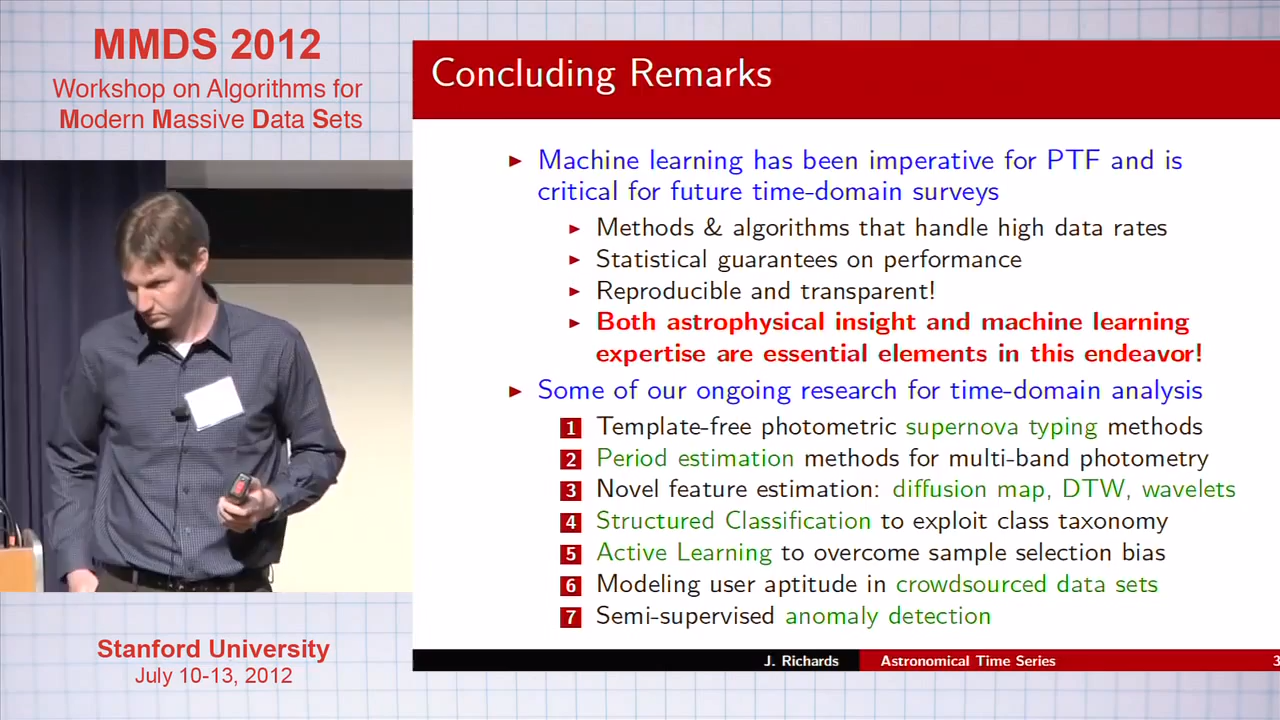 MMDS 2012
Workshop on Algorithms for
Modern Massive Data Sets
Concluding Remarks
Machine learning has been imperative for PTF and is
critical for future time-domain surveys
Methods & algorithms that handle high data rates
Statistical guarantees on performance
Reproducible and transparent!
Both astrophysical insight and machine learning
expertise are essential elements in this endeavor!
Some of our ongoing research for time-domain analysis
1 Template-free photometric supernova typing methods
2 Period estimation methods for multi-band photometry
3 Novel feature estimation: diffusion map, DTW, wavelets
4 Structured Classification to exploit class taxonomy
5 Active Learning to overcome sample selection bias
6 Modeling user aptitude in crowdsourced data sets
7 Semi-supervised anomaly detection
J. Richards Astronomical Time Series
Stanford University
July 10-13, 2012